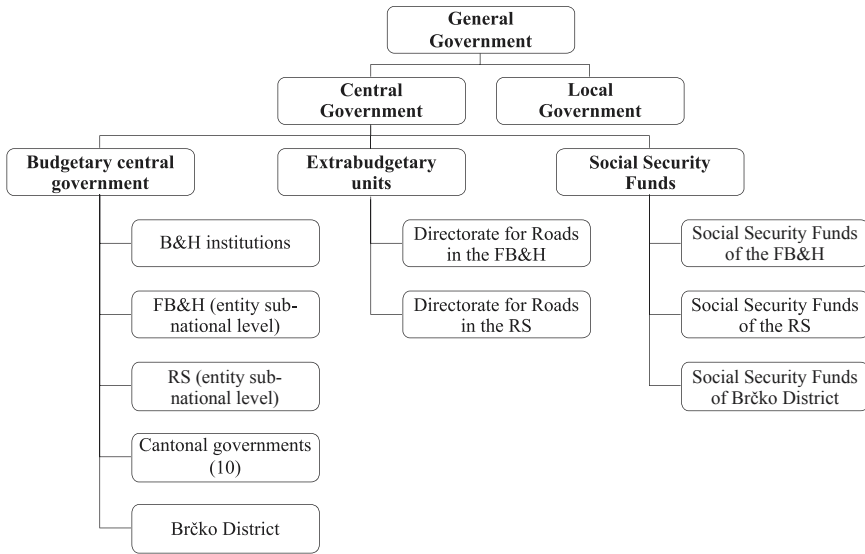 General
Government
Central
Government
Local
Government
Budgetary central
government
Extrabudgetary
units
Social Security
Funds
B&H institutions
FB&H (entity sub-
national level)
RS (entity sub-
national level)
Cantonal governments
(10)
Brčko District
Directorate for Roads
in the FB&H
Directorate for Roads
in the RS
Social Security Funds
of the FB&H
Social Security Funds
of the RS
Social Security Funds
of Brčko District